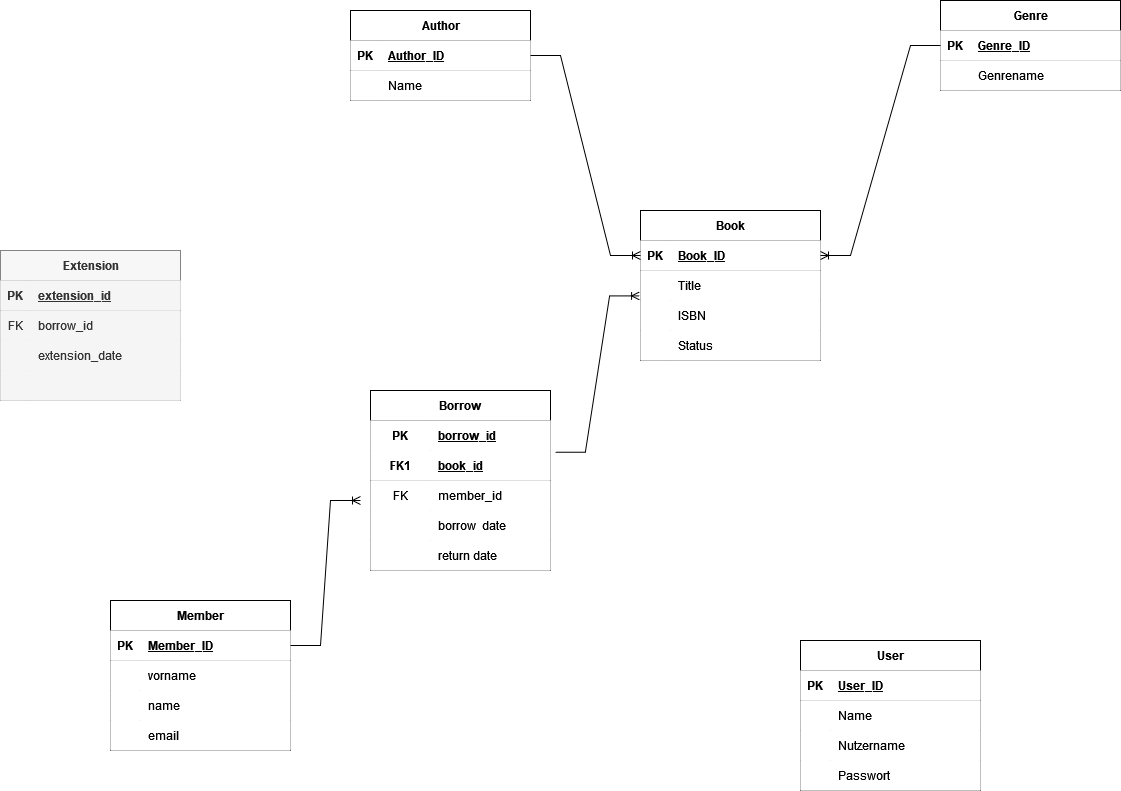 Author
PK Author_ID
Name
Genre
PK Genre_ID
Genrename
Book
PK Book_ID
Title
ISBN
Status
Extension
PK extension_id
FK borrow_id
extension_date
Borrow
PK borrow_id
FK1 book_id
FK member_id
borrow date
return date
Member
PK Member_ID
vorname
name
email
User
PK User_ID
Name
Nutzername
Passwort